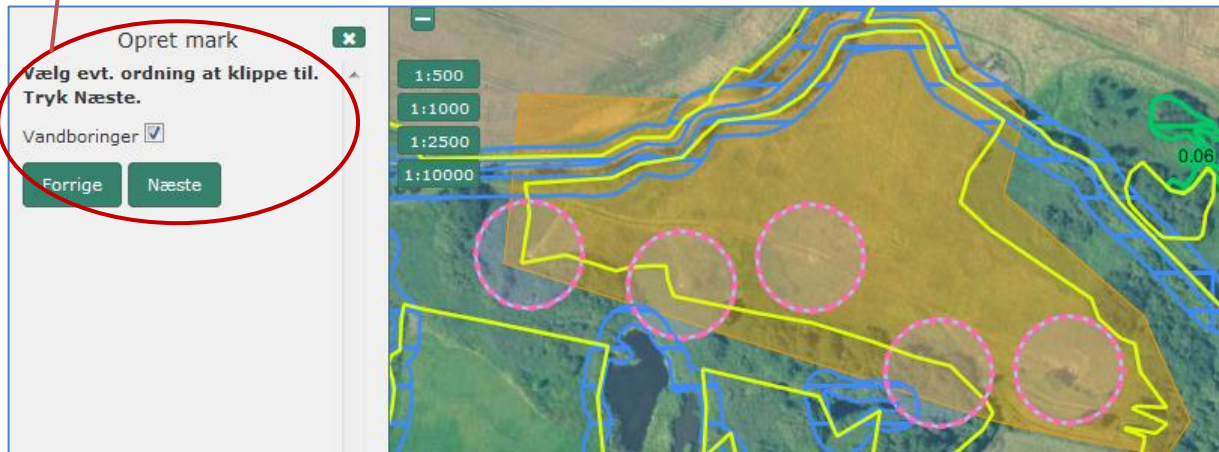 Opret mark
Vælg evt. ordning at klippe til.
Tryk Næste.
Vandboringer
Forrige Næste
1:500
1:1000
1:2500
1:10000
0.06